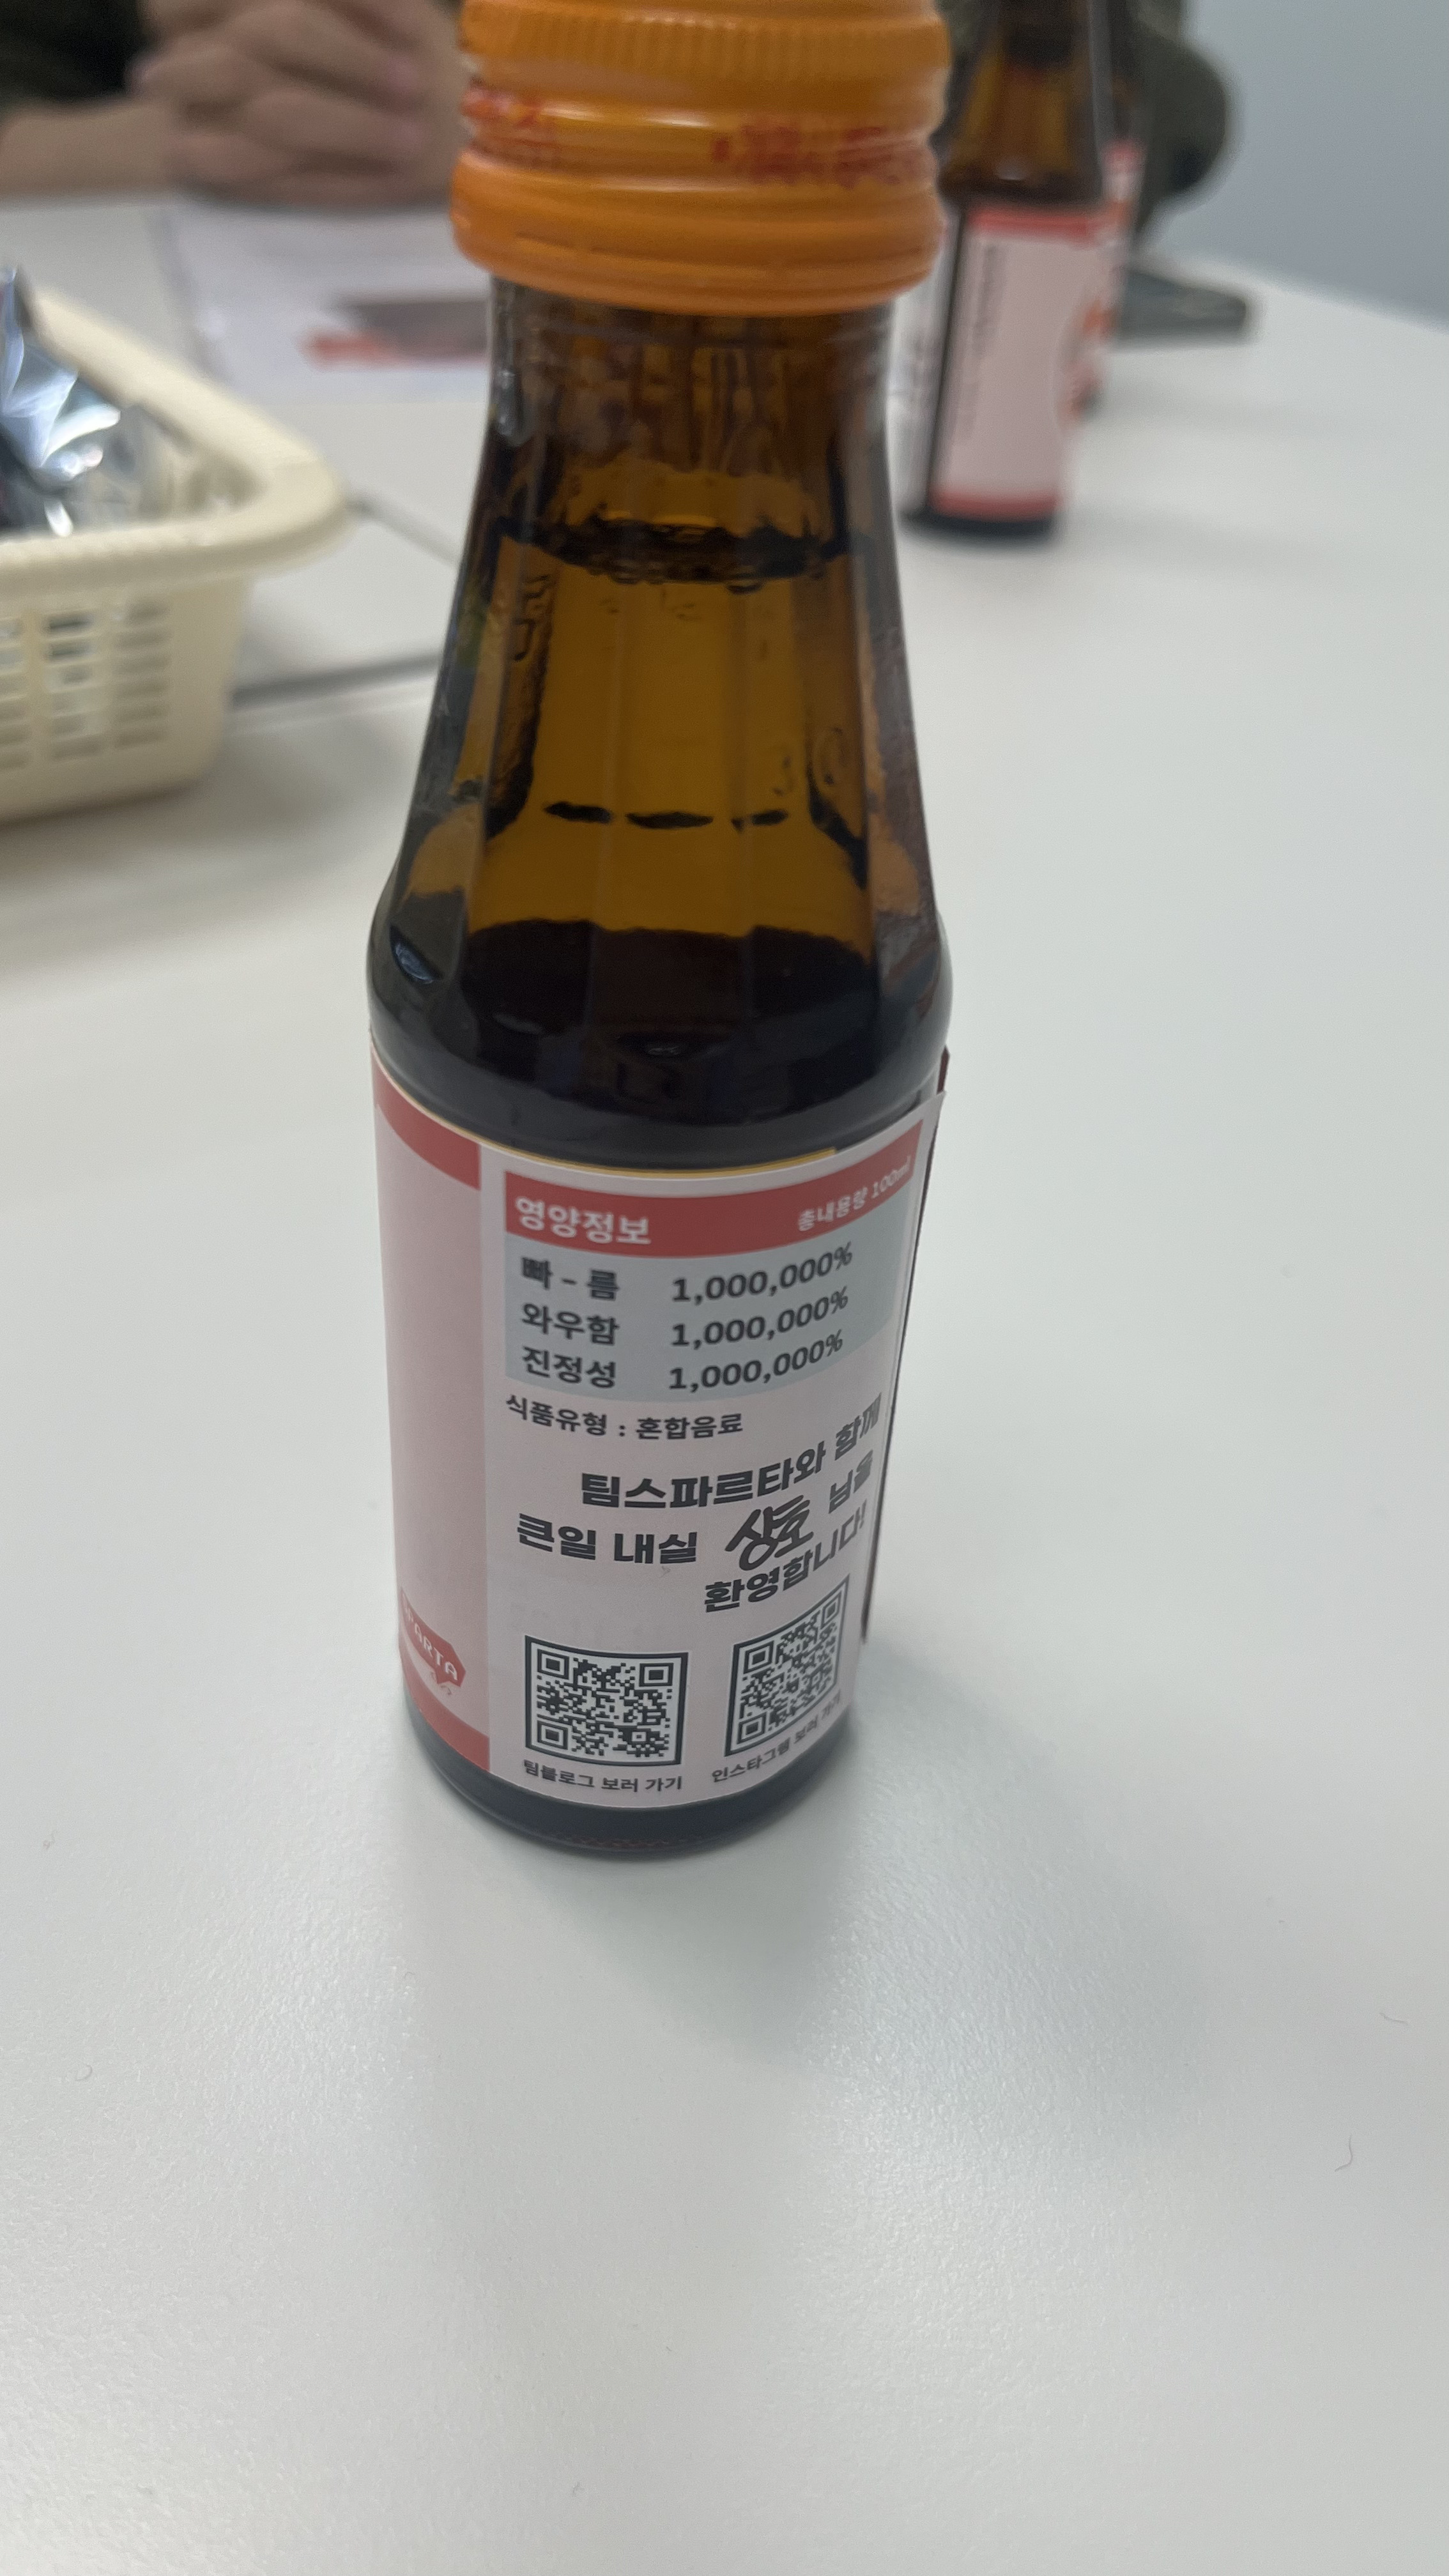 영양정보 총내용량 100ml
빠 - 름 1,000,000%
와우함 1,000,000%
진정성 1,000,000%
식품유형 : 혼합음료
팀스파르타와 함께
큰일 내실 상호 님을
환영합니다!
SPARTA
팀블로그 보러 가기
인스타그램 보러 가기